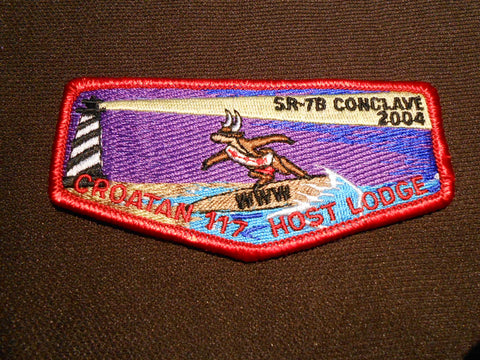 SR-7B CONCLAVE
2004
WWW
CROATAN 117 HOST LODGE